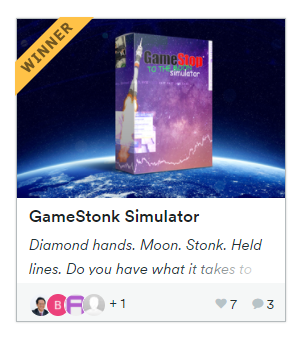 WINNER
GameStop
TO THE MOON
simulator
GameStonk Simulator
Diamond hands. Moon. Stonk. Held
lines. Do you have what it takes to
B
+ 1
7
3